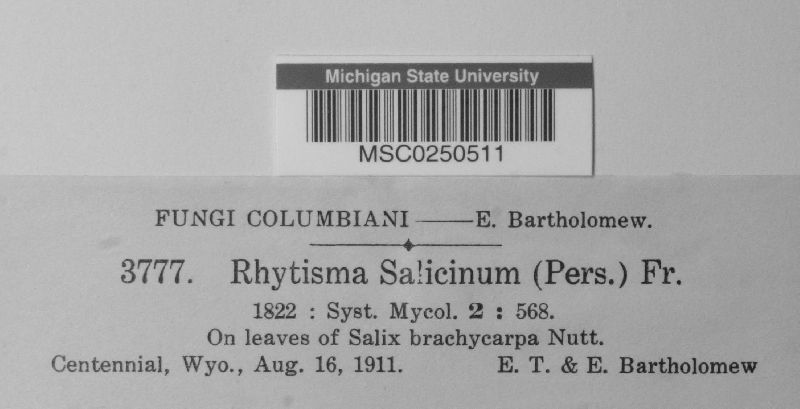 Michigan State University
MSC0250511
FUNGI COLUMBIANI——E. Bartholomew.
3777. Rhytisma Salicinum (Pers.) Fr.
1822 : Syst. Mycol. 2 : 568.
On leaves of Salix brachycarpa Nutt.
Centennial, Wyo., Aug. 16, 1911. E. T. & E. Bartholomew